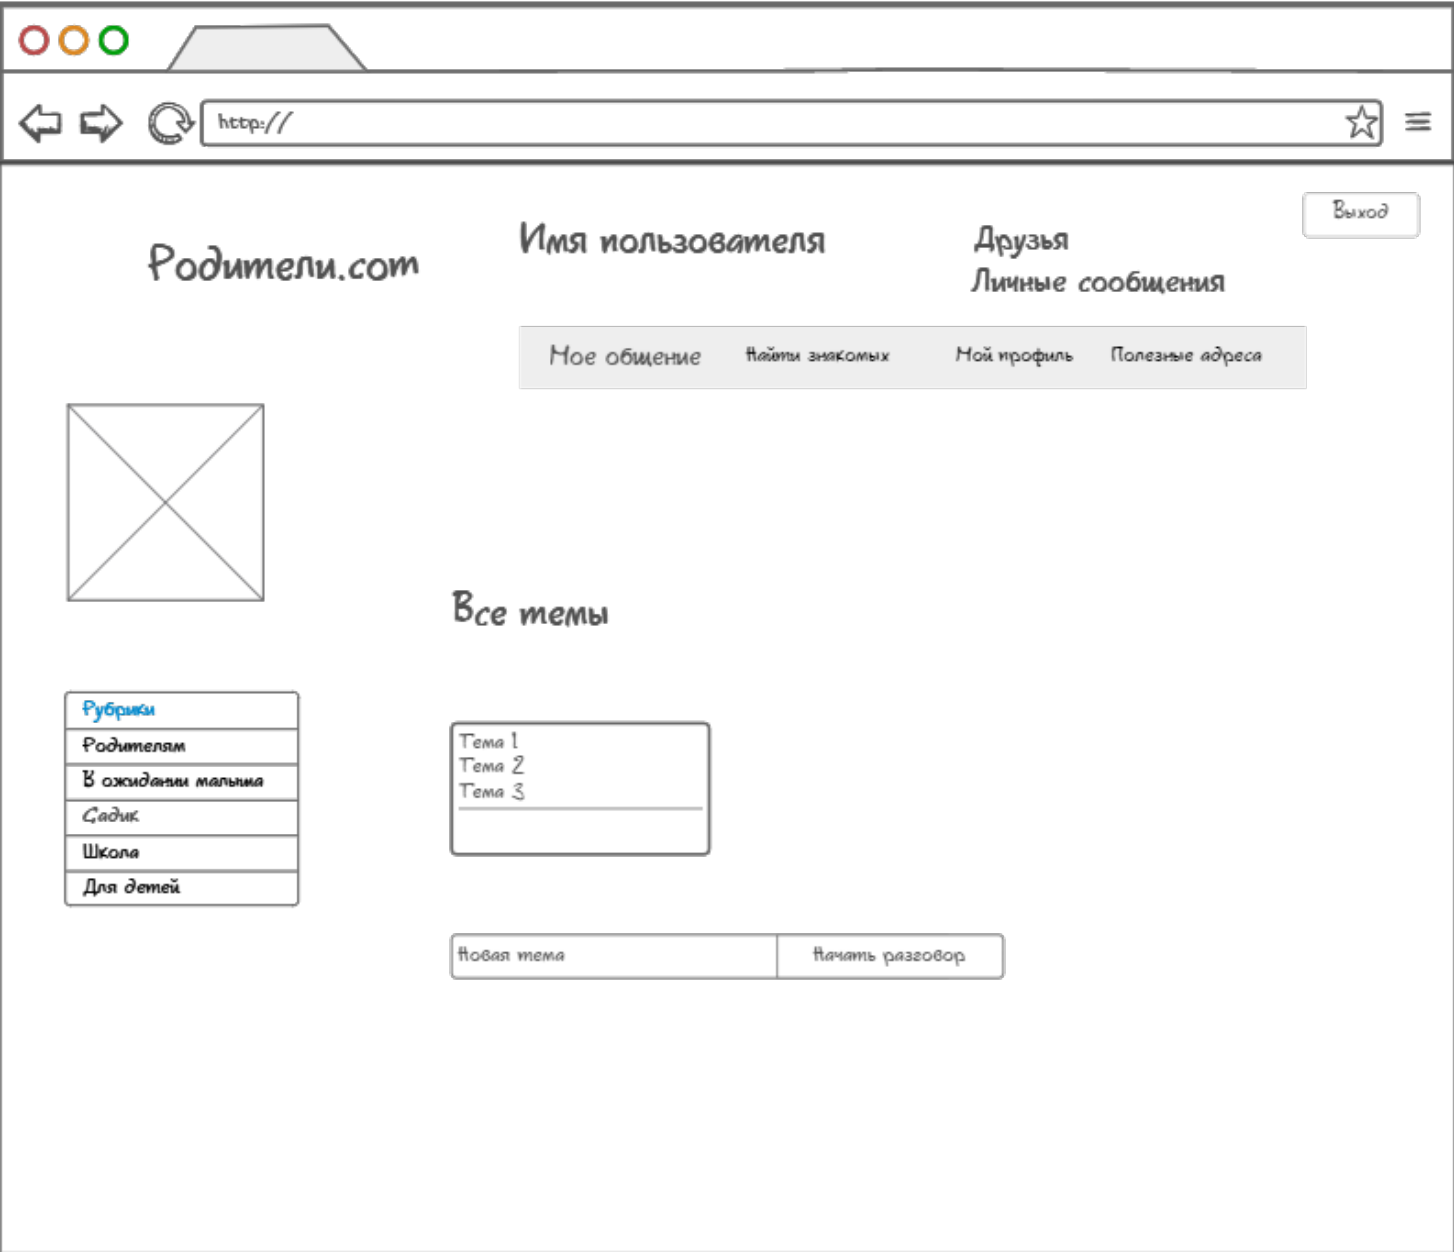 http://
Выход
Родители.com
Имя пользователя
Друзья
Личные сообщения
Мое общение
Найти знакомых
Мой профиль
Полезные адреса
Все темы
Рубрики
Родителям
В ожидании малыша
Садик
Школа
Для детей
Тема 1
Тема 2
Тема 3
Новая тема
Начать разговор